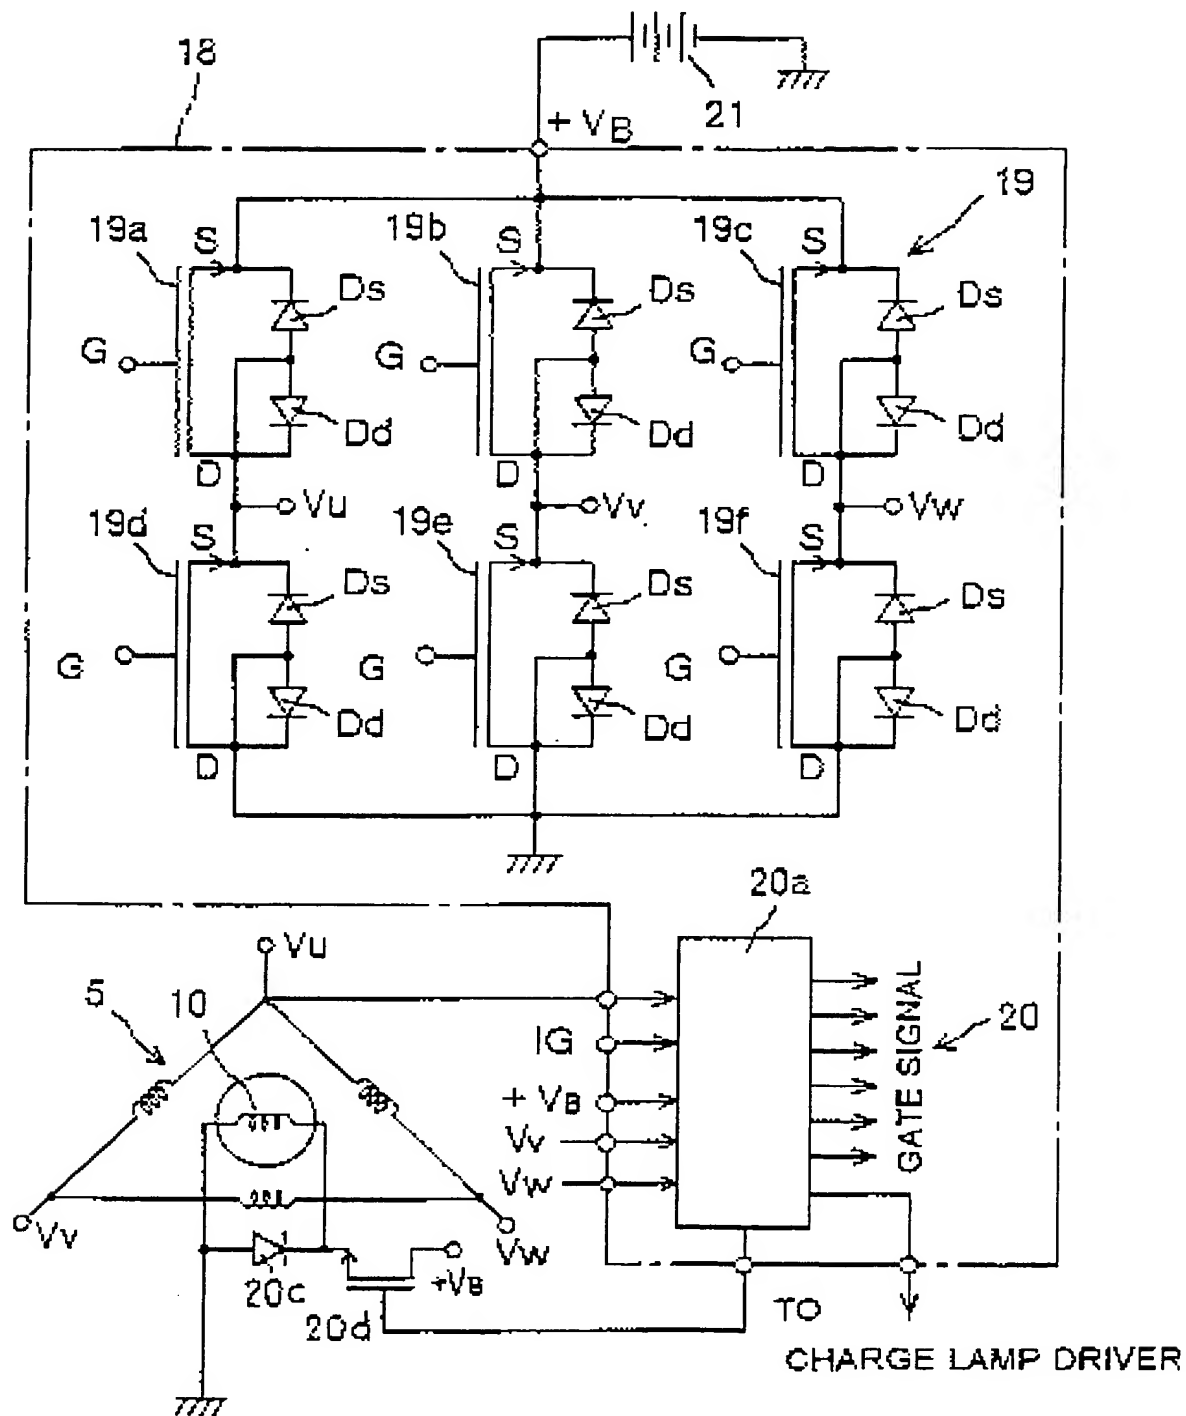 18
21
+ VB
19
19a
S
19b
S
19c
S
Ds
Ds
Ds
G
G
G
Dd
Dd
Dd
D
D
D
Vu
Vv
Vw
19d
S
19e
S
19f
S
Ds
Ds
Ds
G
G
G
Dd
Dd
Dd
D
D
D
20a
Vu
5
10
IG
+ VB
Vv
Vw
GATE SIGNAL
20
Vv
Vw
20c
+VB
20d
TO
CHARGE LAMP DRIVER